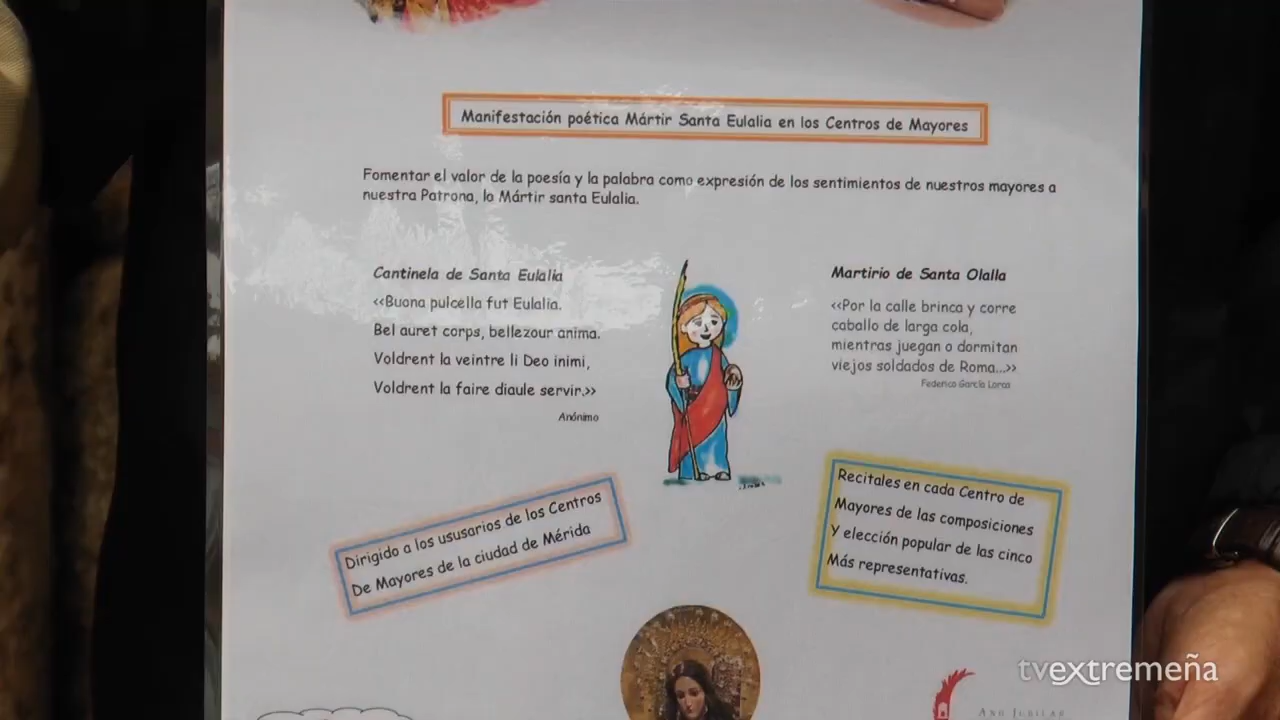 Manifestación poética Mártir Santa Eulalia en los Centros de Mayores
Fomentar el valor de la poesía y la palabra como expresión de los sentimientos de nuestros mayores a
nuestra Patrona, la Mártir santa Eulalia.
Cantinela de Santa Eulalia
<<Buona pulcella fut Eulalia.
Bel auret corps, bellezour anima.
Voldrent la veintre li Deo inimi,
Voldrent la faire diaule servir.>>
Anónimo
Martirio de Santa Olalla
<<Por la calle brinca y corre
caballo de larga cola,
mientras juegan o dormitan
viejos soldados de Roma...>>
Federico García Lorca
Dirigido a los ususarios de los Centros
De Mayores de la ciudad de Mérida
Recitales en cada Centro de
Mayores de las composiciones
Y elección popular de las cinco
Más representativas.
tvextremeña
Año Jubilar